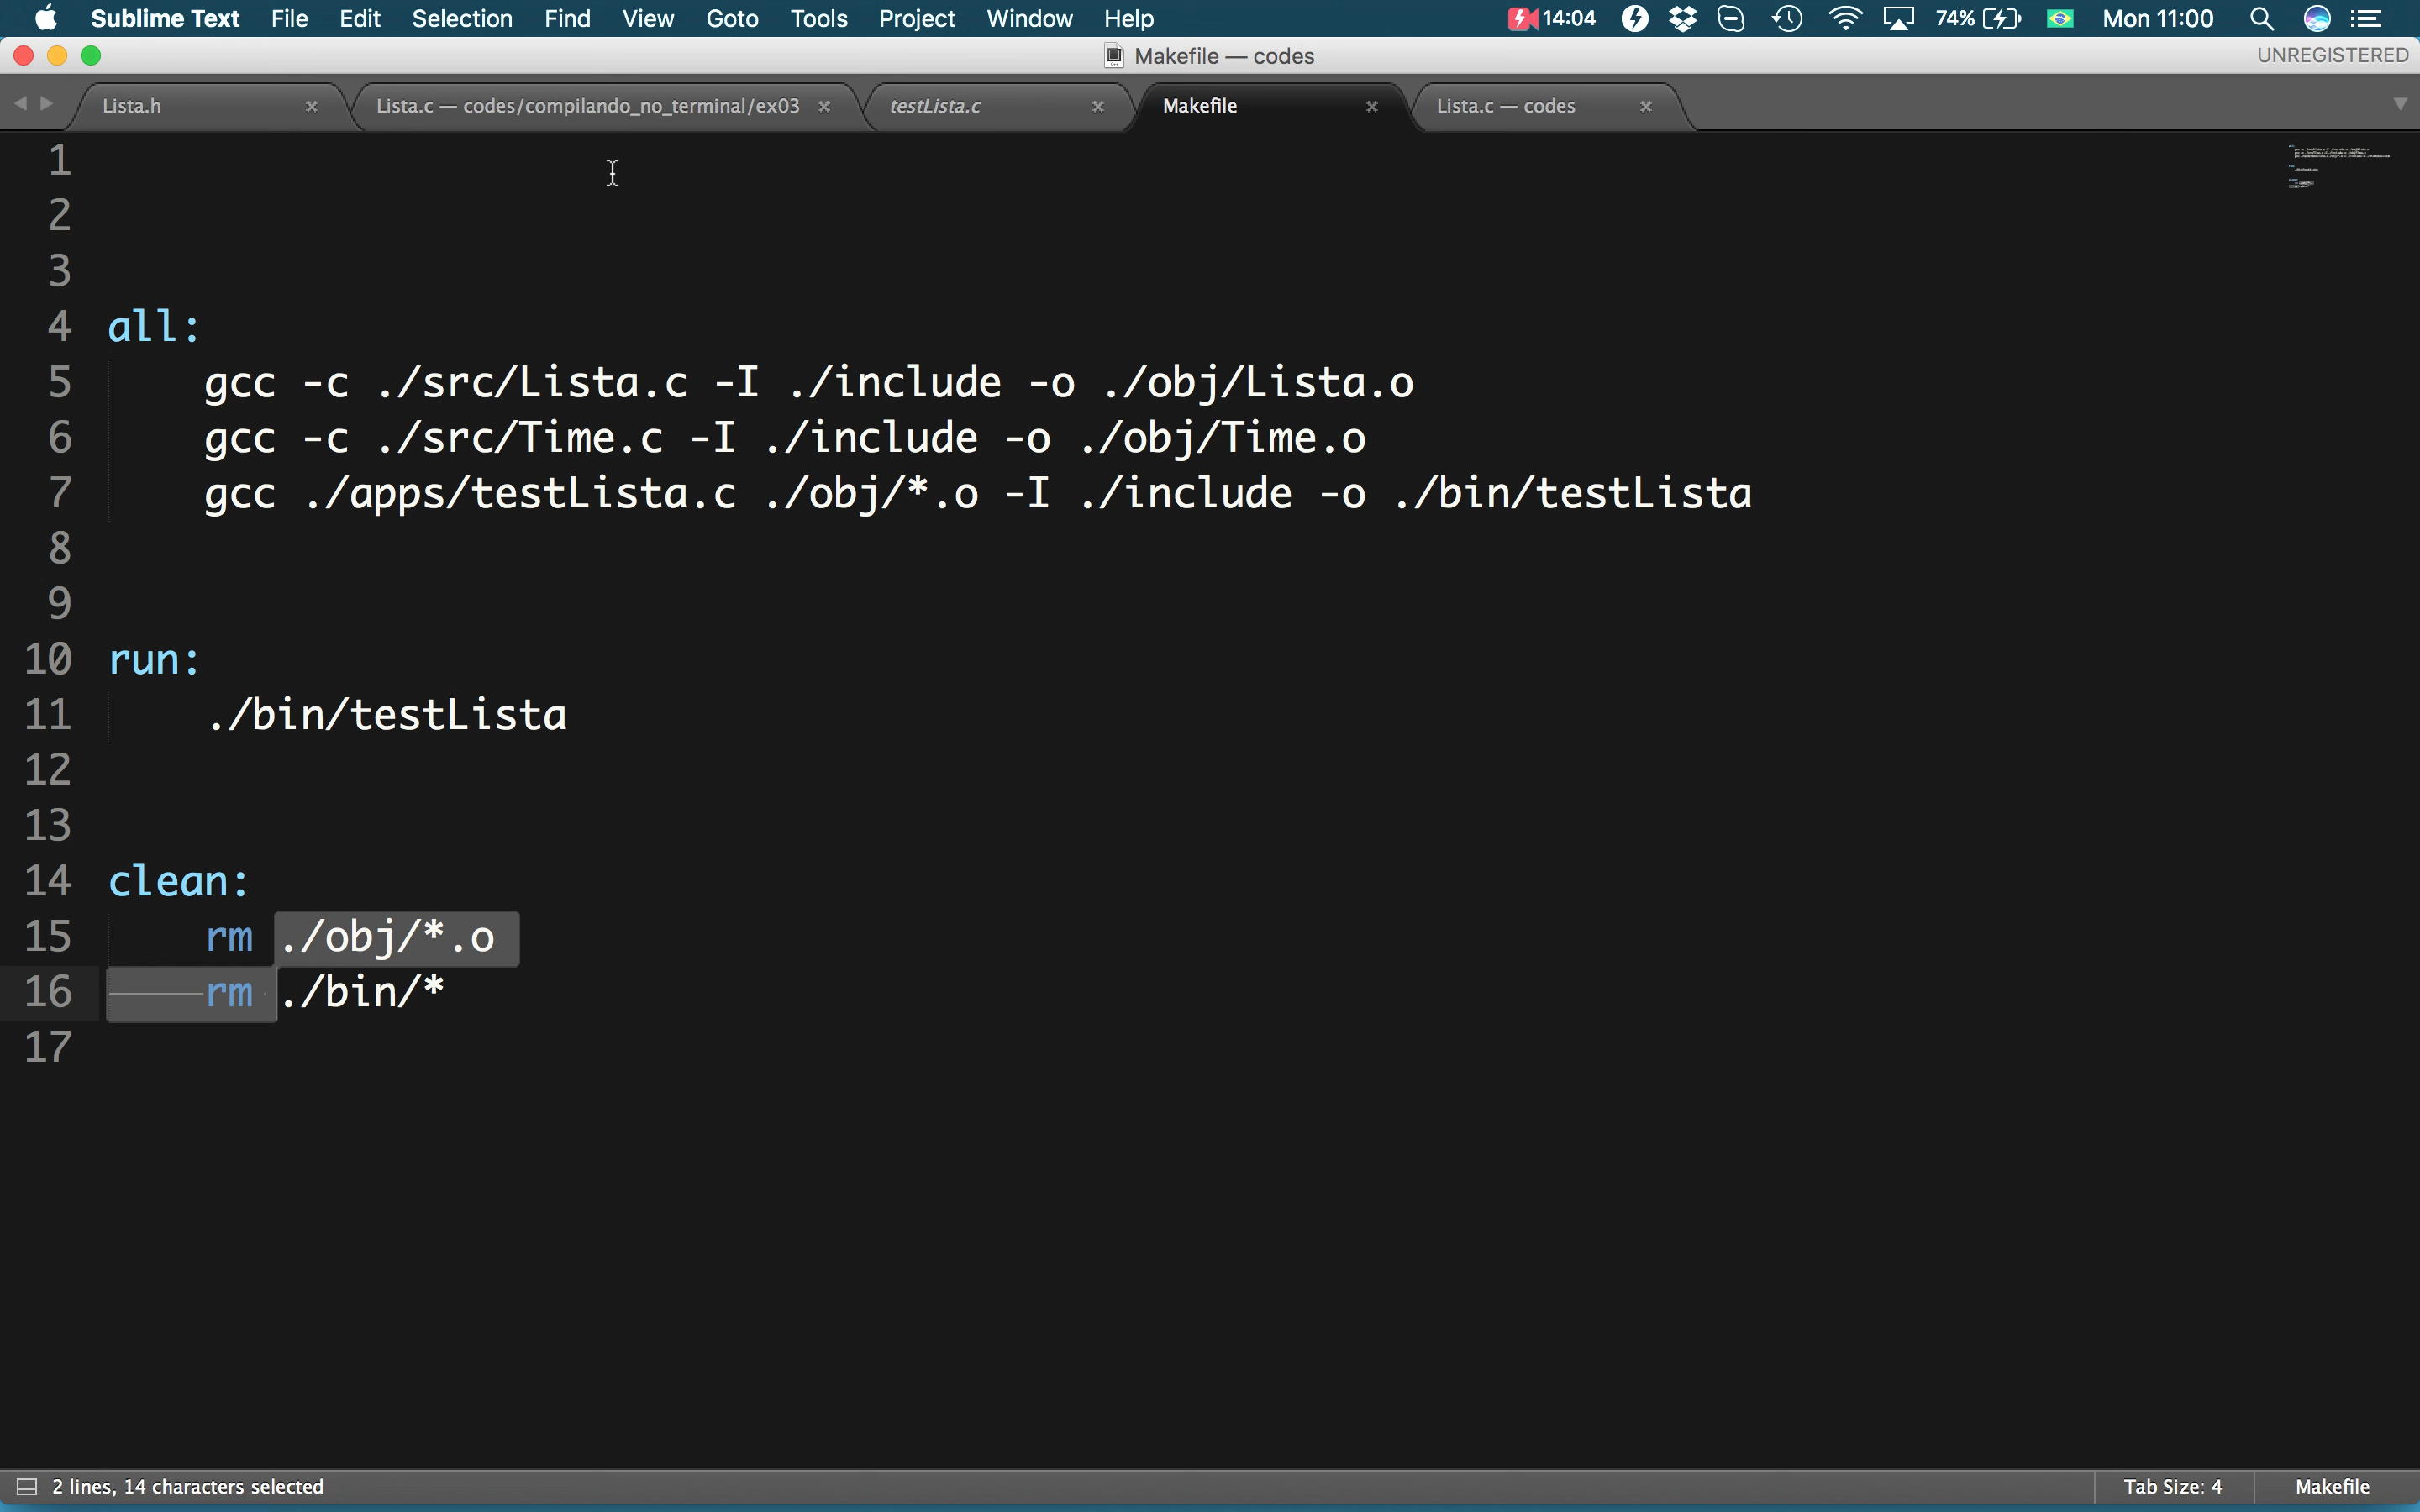 Sublime Text File Edit Selection Find View Goto Tools Project Window Help 14:04 74% Mon 11:00
Makefile — codes UNREGISTERED
Lista.h Lista.c — codes/compilando_no_terminal/ex03 testLista.c Makefile Lista.c — codes
1
2
3
4 all:
5 gcc -c ./src/Lista.c -I ./include -o ./obj/Lista.o
6 gcc -c ./src/Time.c -I ./include -o ./obj/Time.o
7 gcc ./apps/testLista.c ./obj/*.o -I ./include -o ./bin/testLista
8
9
10 run:
11 ./bin/testLista
12
13
14 clean:
15 rm ./obj/*.o
16 rm ./bin/*
17
2 lines, 14 characters selected Tab Size: 4 Makefile